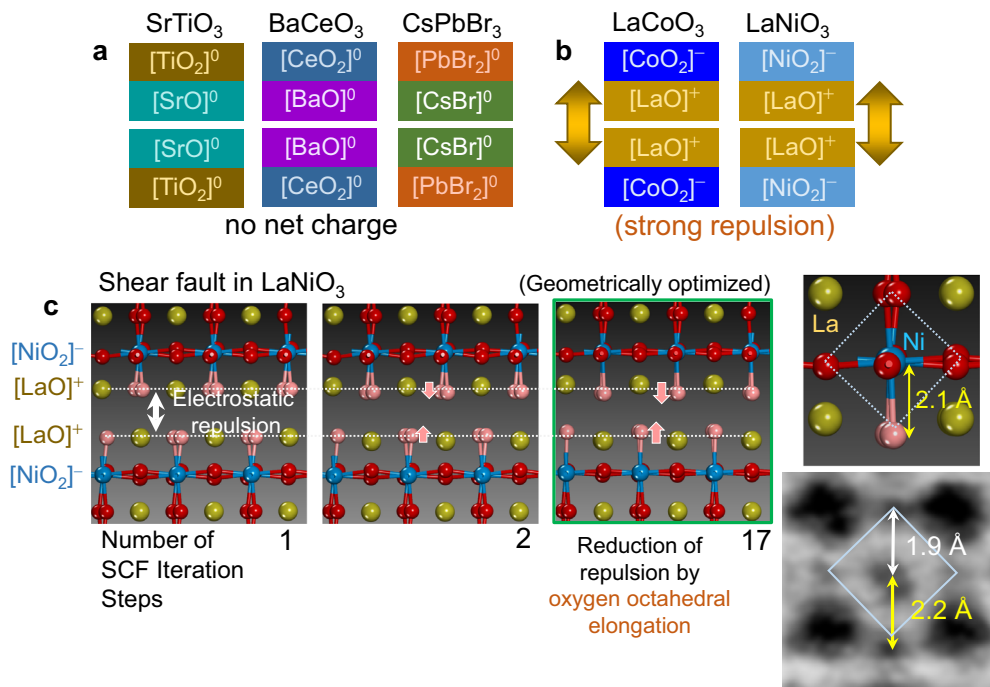 SrTiO₃ BaCeO₃ CsPbBr₃ LaCoO₃ LaNiO₃
a b
[TiO₂]⁰ [CeO₂]⁰ [PbBr₂]⁰ [CoO₂]⁻ [NiO₂]⁻
[SrO]⁰ [BaO]⁰ [CsBr]⁰ [LaO]⁺ [LaO]⁺
[SrO]⁰ [BaO]⁰ [CsBr]⁰ [LaO]⁺ [LaO]⁺
[TiO₂]⁰ [CeO₂]⁰ [PbBr₂]⁰ [CoO₂]⁻ [NiO₂]⁻
no net charge
(strong repulsion)
Shear fault in LaNiO₃
(Geometrically optimized)
c
[NiO₂]⁻
[LaO]⁺
[LaO]⁺
[NiO₂]⁻
Electrostatic
repulsion
Number of
SCF Iteration
Steps
1
2
17
Reduction of
repulsion by
oxygen octahedral
elongation
La
Ni
2.1 Å
1.9 Å
2.2 Å